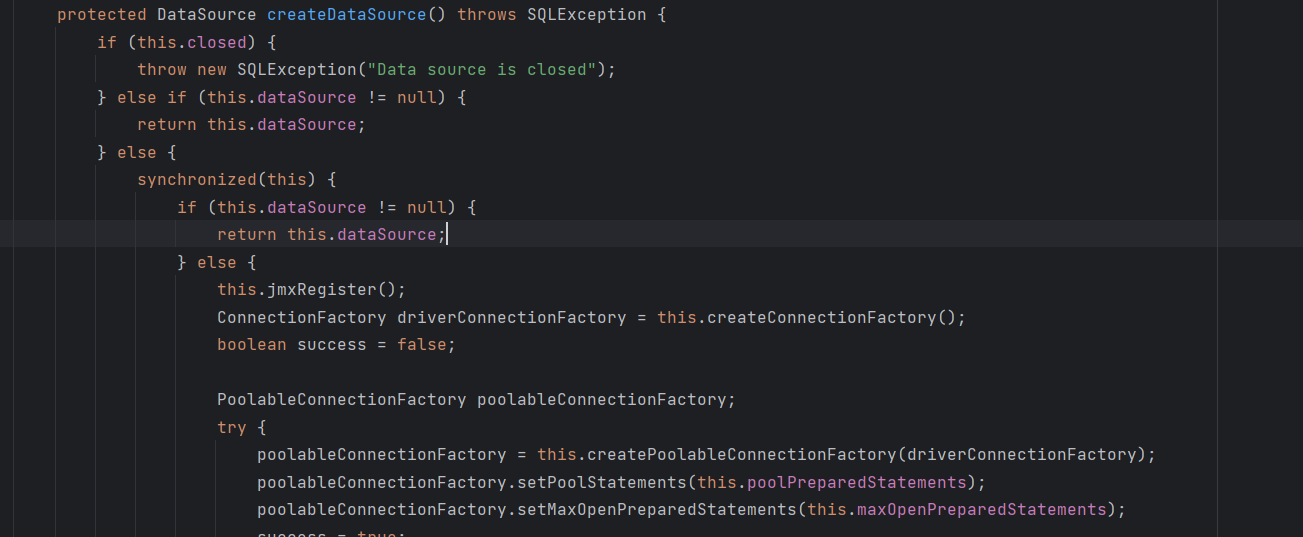 protected DataSource createDataSource() throws SQLException {
if (this.closed) {
throw new SQLException("Data source is closed");
} else if (this.dataSource != null) {
return this.dataSource;
} else {
synchronized(this) {
if (this.dataSource != null) {
return this.dataSource;
} else {
this.jmxRegister();
ConnectionFactory driverConnectionFactory = this.createConnectionFactory();
boolean success = false;
PoolableConnectionFactory poolableConnectionFactory;
try {
poolableConnectionFactory = this.createPoolableConnectionFactory(driverConnectionFactory);
poolableConnectionFactory.setPoolStatements(this.poolPreparedStatements);
poolableConnectionFactory.setMaxOpenPreparedStatements(this.maxOpenPreparedStatements);
success = true;